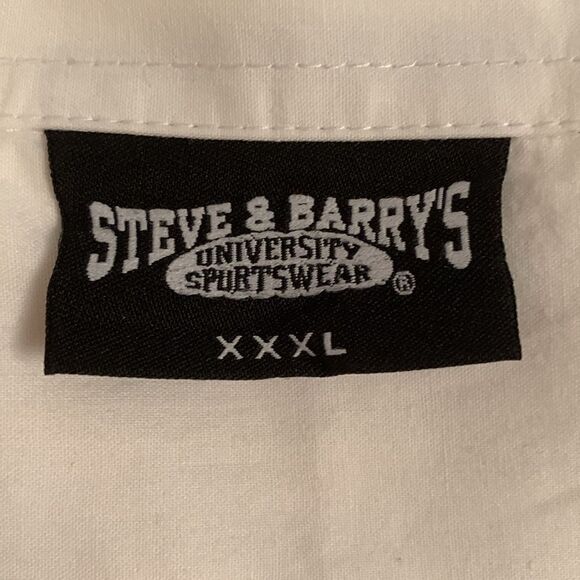 STEVE & BARRY'S
UNIVERSITY
SPORTSWEAR ®
XXXL